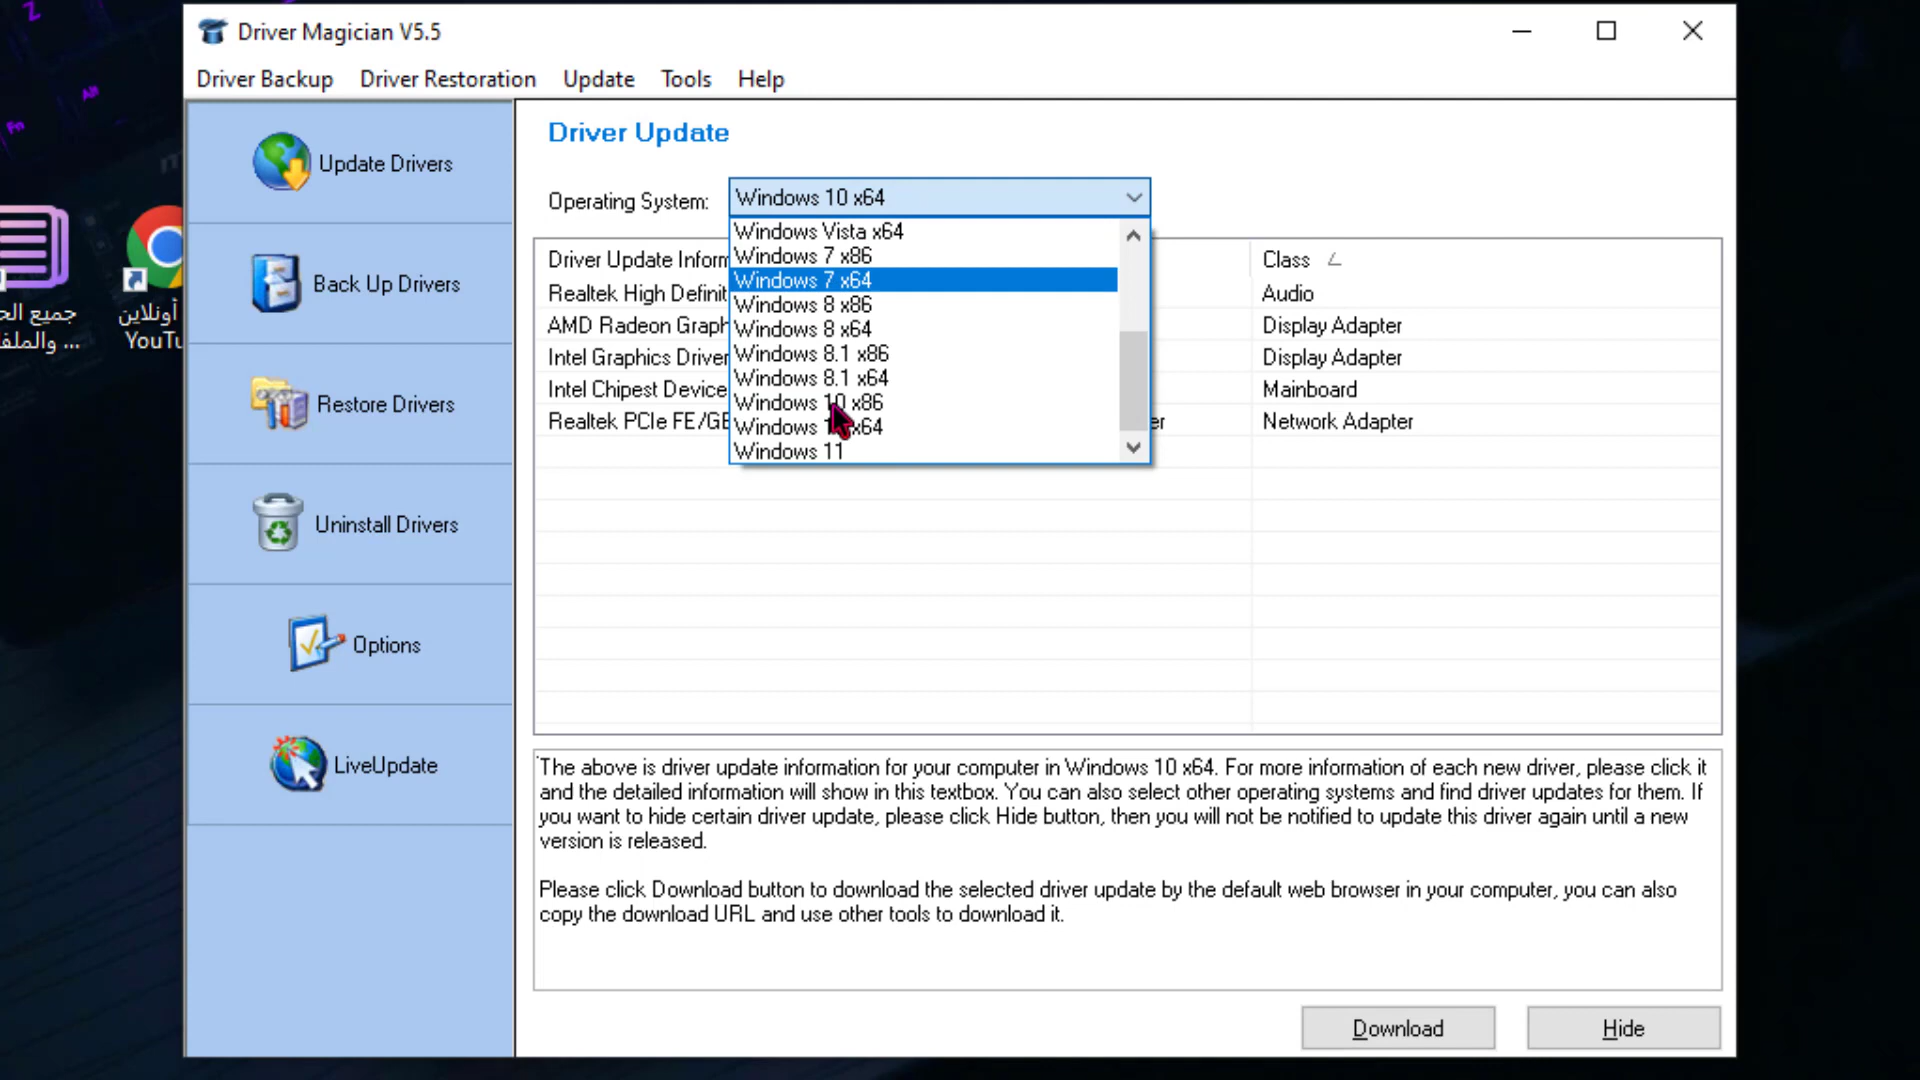 Driver Magician V5.5
Driver Backup Driver Restoration Update Tools Help
Update Drivers
Back Up Drivers
Restore Drivers
Uninstall Drivers
Options
LiveUpdate
Driver Update
Operating System: Windows 10 x64
Windows Vista x64
Windows 7 x86
Windows 7 x64
Windows 8 x86
Windows 8 x64
Windows 8.1 x86
Windows 8.1 x64
Windows 10 x86
Windows 10 x64
Windows 11
Driver Update Inform Class
Realtek High Definit Audio
AMD Radeon Graph Display Adapter
Intel Graphics Driver Display Adapter
Intel Chipest Device Mainboard
Realtek PCIe FE/GE er Network Adapter
The above is driver update information for your computer in Windows 10 x64. For more information of each new driver, please click it
and the detailed information will show in this textbox. You can also select other operating systems and find driver updates for them. If
you want to hide certain driver update, please click Hide button, then you will not be notified to update this driver again until a new
version is released.
Please click Download button to download the selected driver update by the default web browser in your computer, you can also
copy the download URL and use other tools to download it.
Download Hide
جميع الح
والملفا ...
أونلاين
YouTu
Z
Alt
Fn